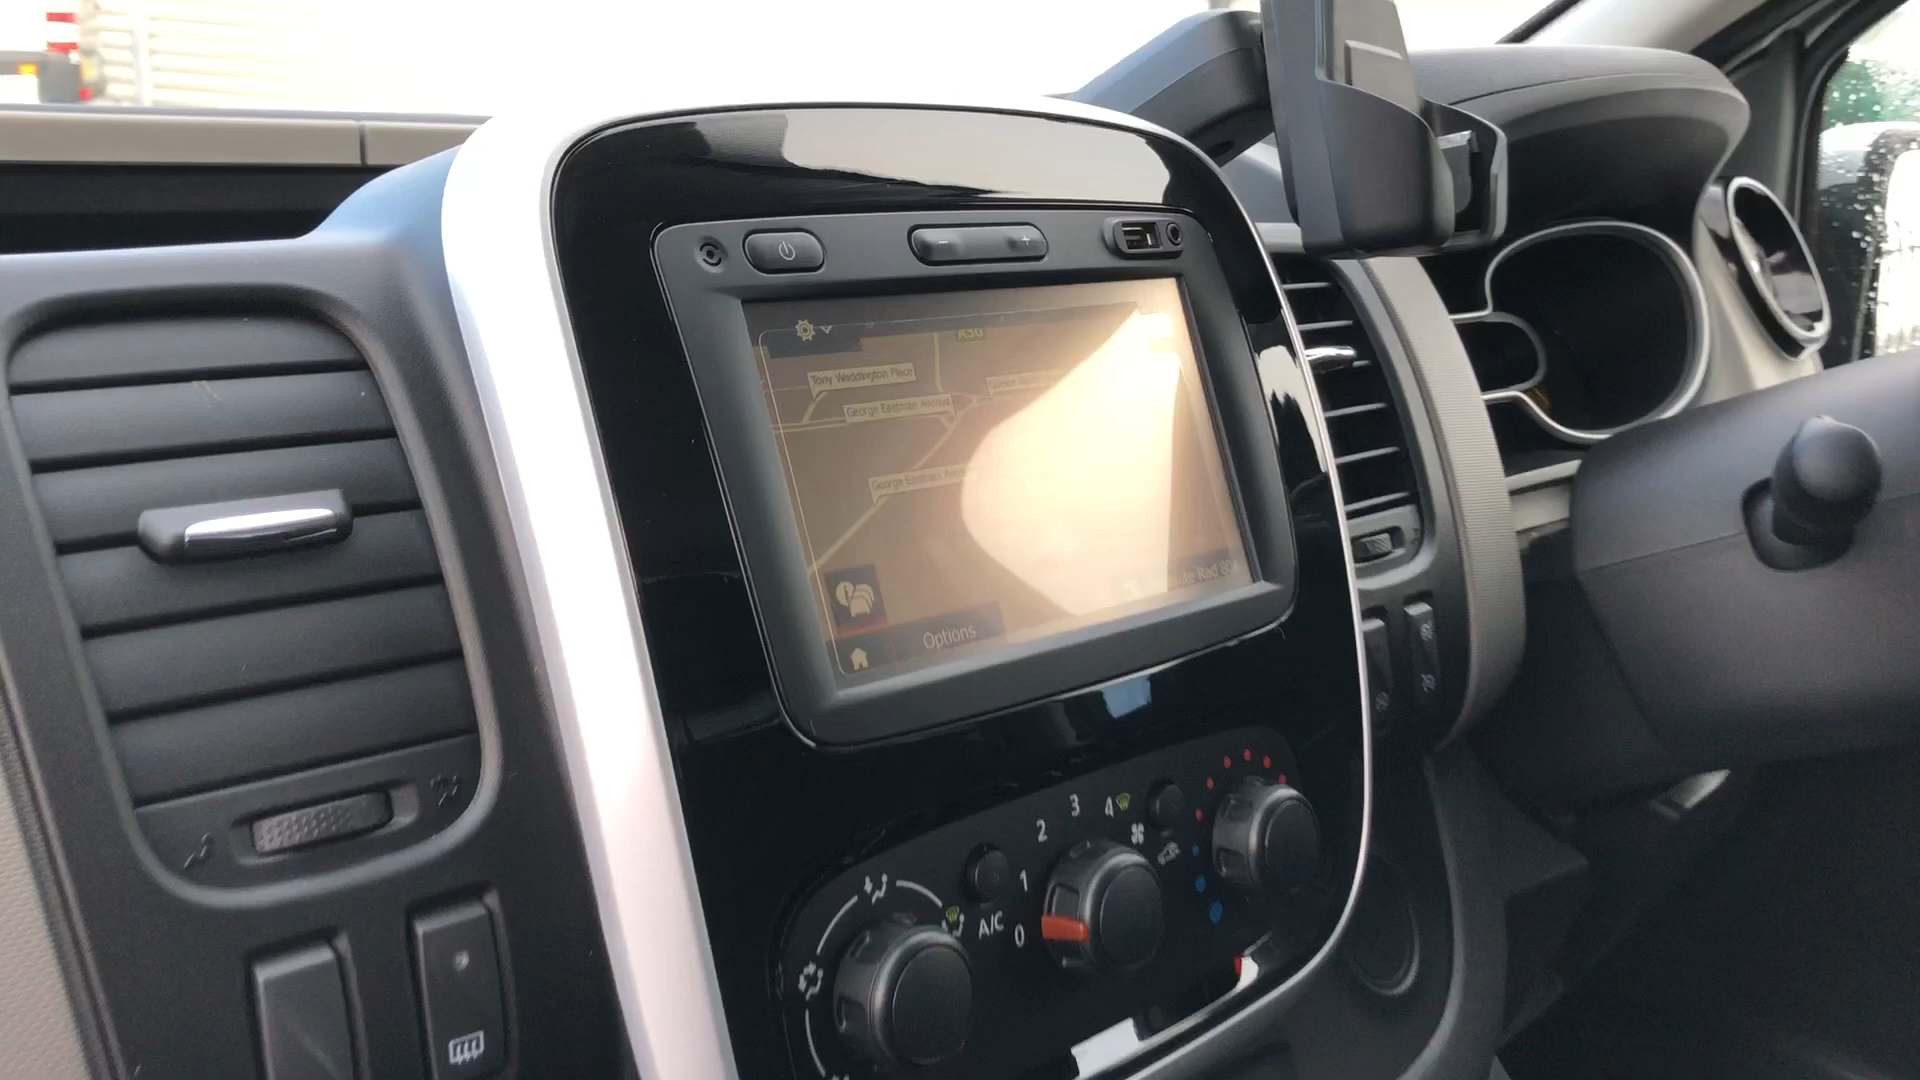 A56
Tony Waddington Place
George Eastman Avenue
George Eastman Avenue
Options
0
1
2
3
4
A/C